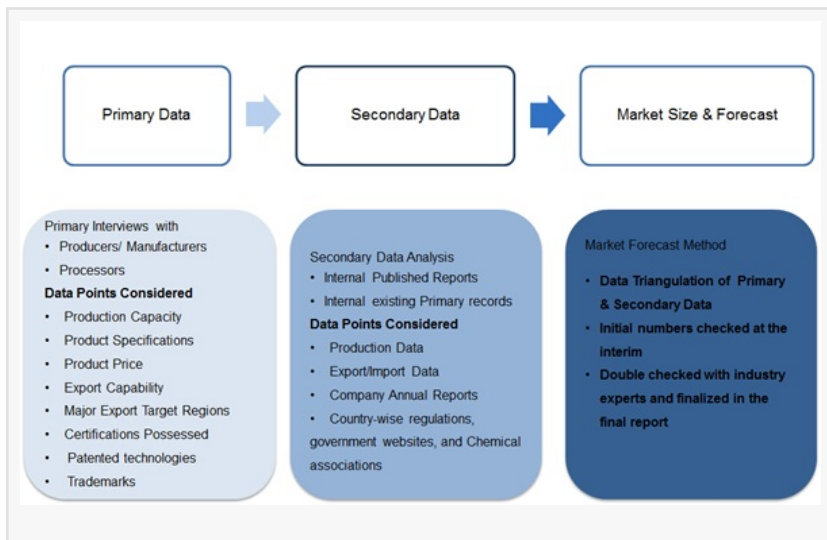 Primary Data
Secondary Data
Market Size & Forecast
Primary Interviews with
• Producers/ Manufacturers
• Processors
Data Points Considered
• Production Capacity
• Product Specifications
• Product Price
• Export Capability
• Major Export Target Regions
• Certifications Possessed
• Patented technologies
• Trademarks
Secondary Data Analysis
• Internal Published Reports
• Internal existing Primary records
Data Points Considered
• Production Data
• Export/Import Data
• Company Annual Reports
• Country-wise regulations,
government websites, and Chemical
associations
Market Forecast Method
• Data Triangulation of Primary
& Secondary Data
• Initial numbers checked at the
interim
• Double checked with industry
experts and finalized in the
final report